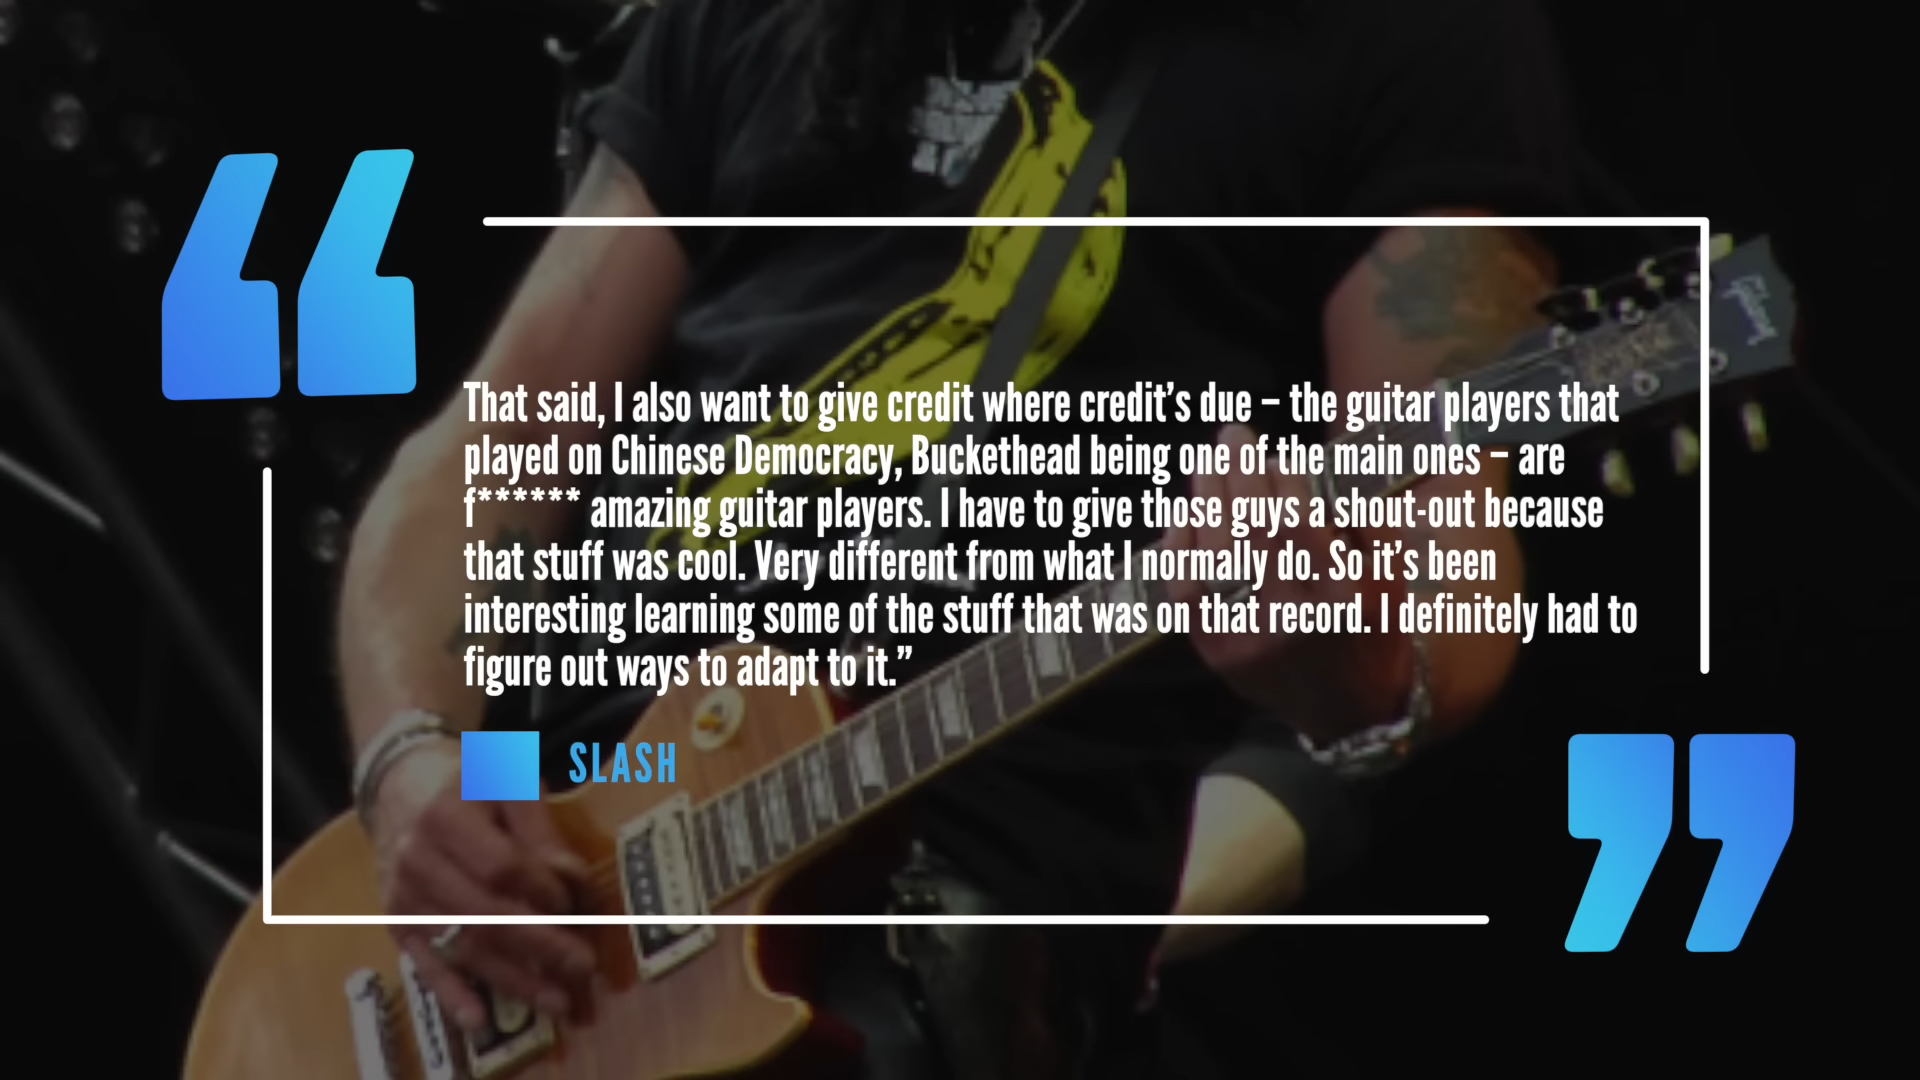 That said, I also want to give credit where credit’s due – the guitar players that
played on Chinese Democracy, Buckethead being one of the main ones – are
f****** amazing guitar players. I have to give those guys a shout-out because
that stuff was cool. Very different from what I normally do. So it’s been
interesting learning some of the stuff that was on that record. I definitely had to
figure out ways to adapt to it.”
SLASH
Gibson